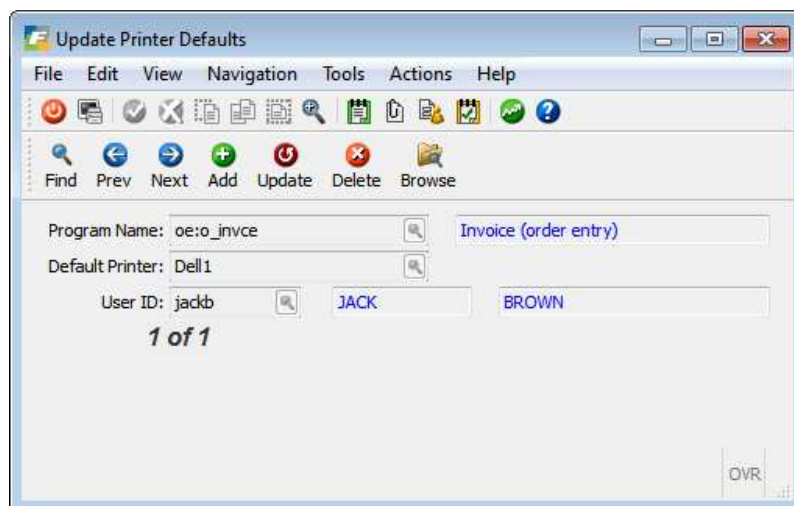 Update Printer Defaults
File Edit View Navigation Tools Actions Help
Find Prev Next Add Update Delete Browse
Program Name: oe:o_invce Invoice (order entry)
Default Printer: Dell1
User ID: jackb JACK BROWN
1 of 1
OVR